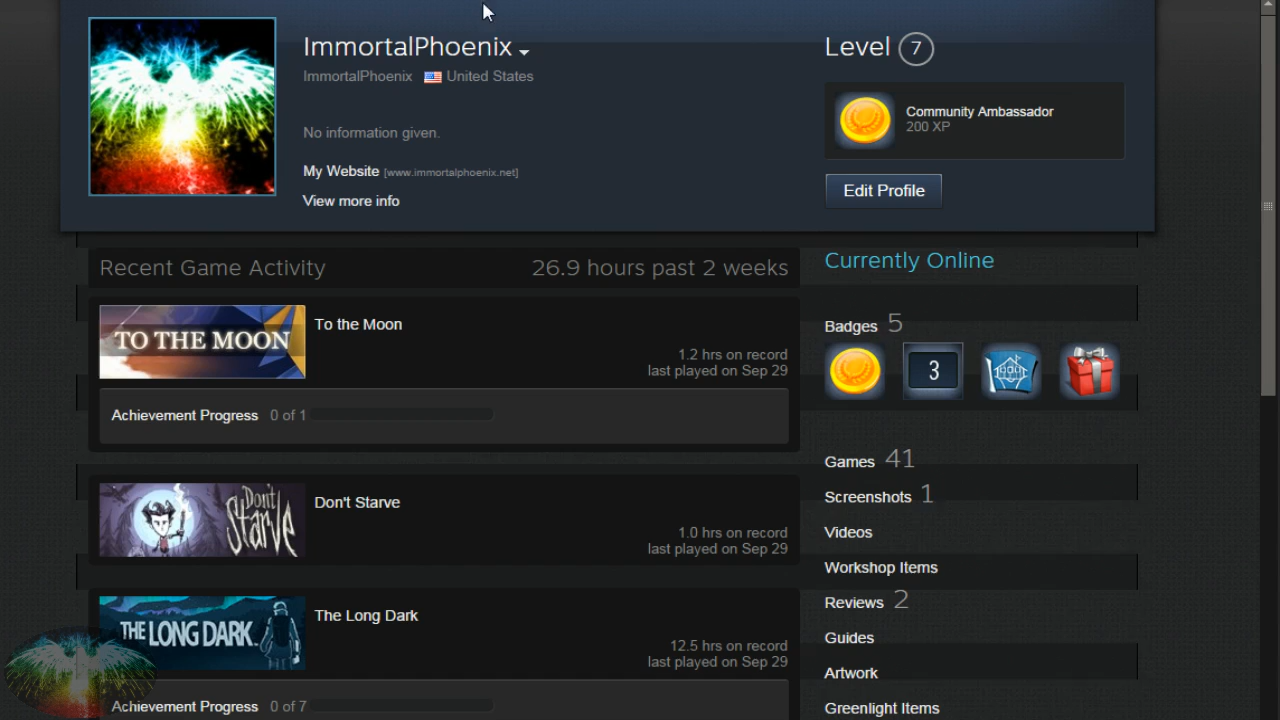 ImmortalPhoenix
ImmortalPhoenix United States
No information given.
My Website [www.immortalphoenix.net]
View more info
Level 7
Community Ambassador
200 XP
Edit Profile
Recent Game Activity 26.9 hours past 2 weeks
TO THE MOON
To the Moon
1.2 hrs on record
last played on Sep 29
Achievement Progress 0 of 1
Don't Starve
Don't Starve
1.0 hrs on record
last played on Sep 29
THE LONG DARK
The Long Dark
12.5 hrs on record
last played on Sep 29
Achievement Progress 0 of 7
Currently Online
Badges 5
3
Games 41
Screenshots 1
Videos
Workshop Items
Reviews 2
Guides
Artwork
Greenlight Items